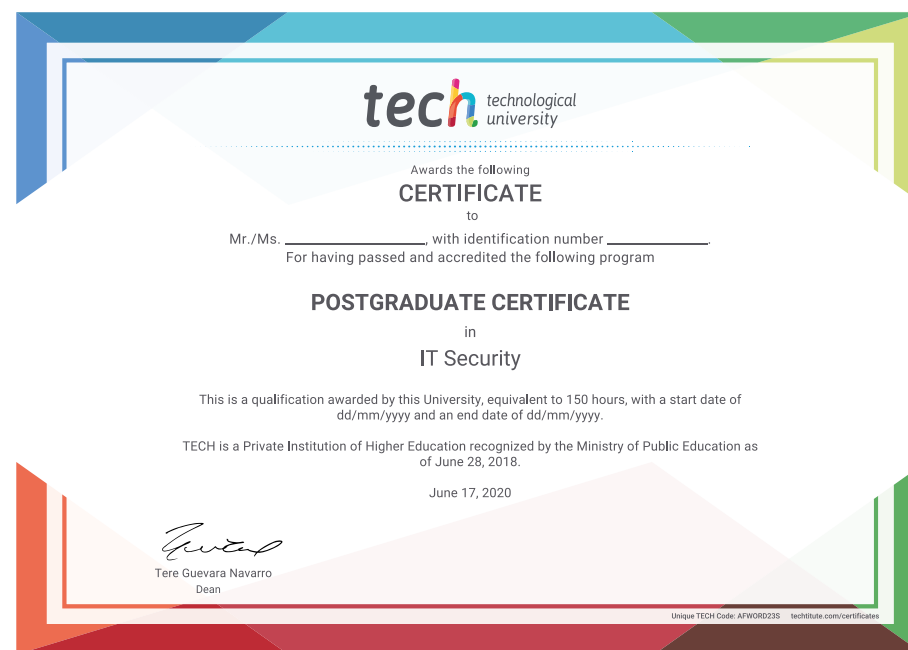 tech technological
university
Awards the following
CERTIFICATE
to
Mr./Ms. ____________________, with identification number ______________.
For having passed and accredited the following program
POSTGRADUATE CERTIFICATE
in
IT Security
This is a qualification awarded by this University, equivalent to 150 hours, with a start date of
dd/mm/yyyy and an end date of dd/mm/yyyy.
TECH is a Private Institution of Higher Education recognized by the Ministry of Public Education as
of June 28, 2018.
June 17, 2020
Tere Guevara Navarro
Dean
Unique TECH Code: AFWORD23S techtitute.com/certificates